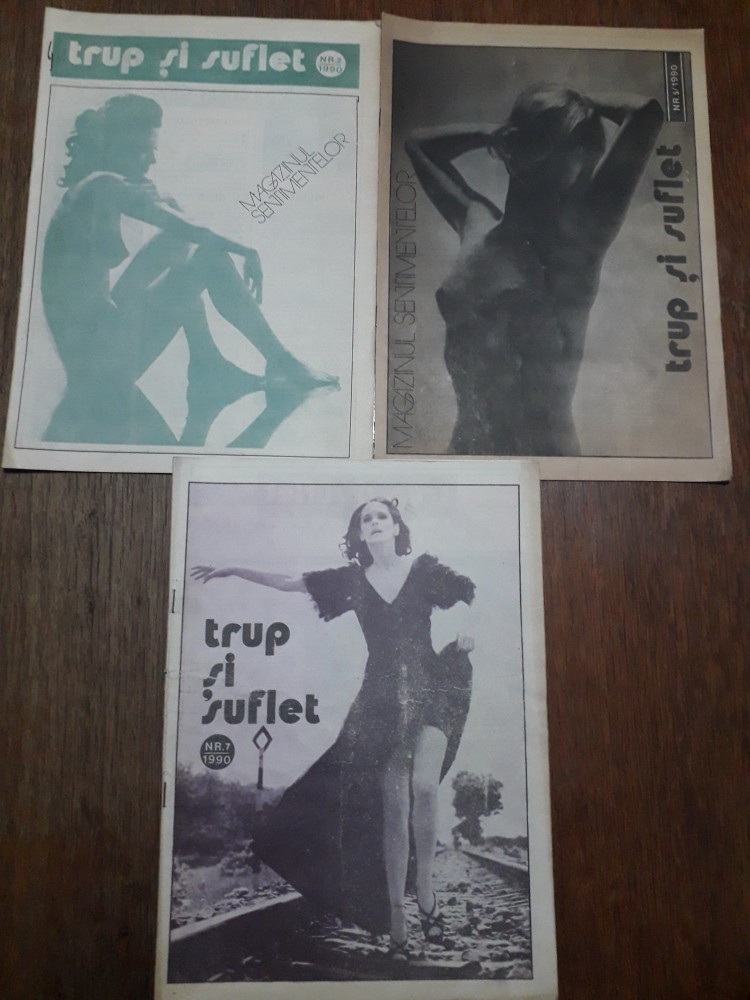 trup și suflet
NR.3
1990
MAGAZINUL
SENTIMENTELOR
NR.5/1990
trup și suflet
MAGAZINUL SENTIMENTELOR
trup
și
suflet
NR.7
1990